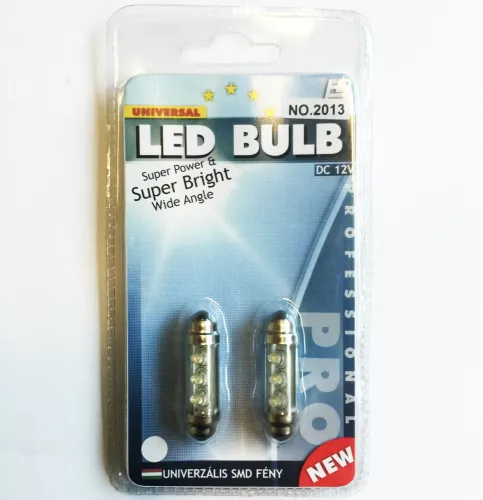 UNIVERSAL
NO.2013
LED BULB
DC 12V
Super Power &
Super Bright
Wide Angle
PROFESSIONAL
PRO
NEW
UNIVERZÁLIS SMD FÉNY